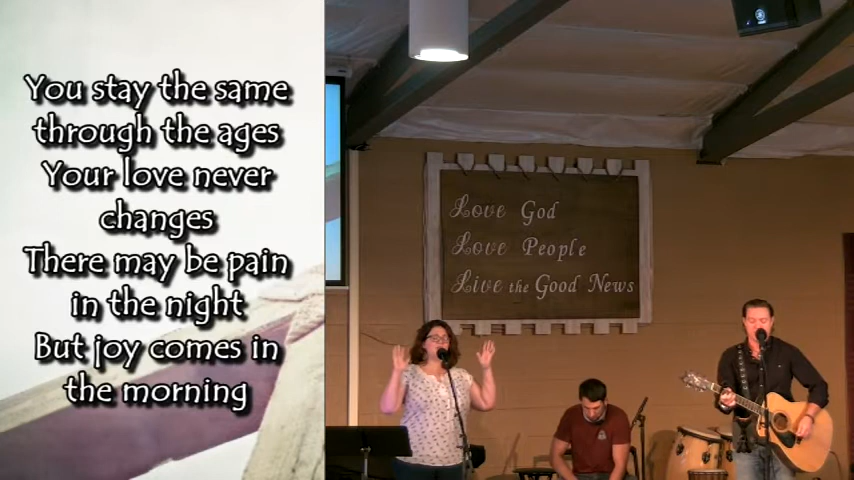 You stay the same
through the ages
Your love never
changes
There may be pain
in the night
But joy comes in
the morning
Love God
Love People
Live the Good News